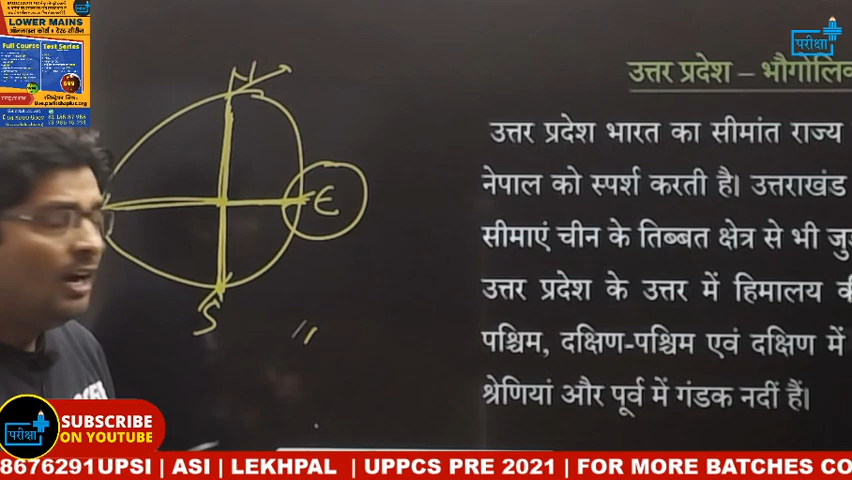 LOWER MAINS
Full Course
Test Series
परीक्षा
उत्तर प्रदेश – भौगोलिक
उत्तर प्रदेश भारत का सीमांत राज्य
नेपाल को स्पर्श करती है। उत्तराखंड
सीमाएं चीन के तिब्बत क्षेत्र से भी
उत्तर प्रदेश के उत्तर में हिमालय
पश्चिम, दक्षिण-पश्चिम एवं दक्षिण में
श्रेणियां और पूर्व में गंडक नदीं हैं।
N
E
S
परीक्षा
SUBSCRIBE
ON YOUTUBE
8676291UPSI | ASI | LEKHPAL | UPPCS PRE 2021 | FOR MORE BATCHES CO